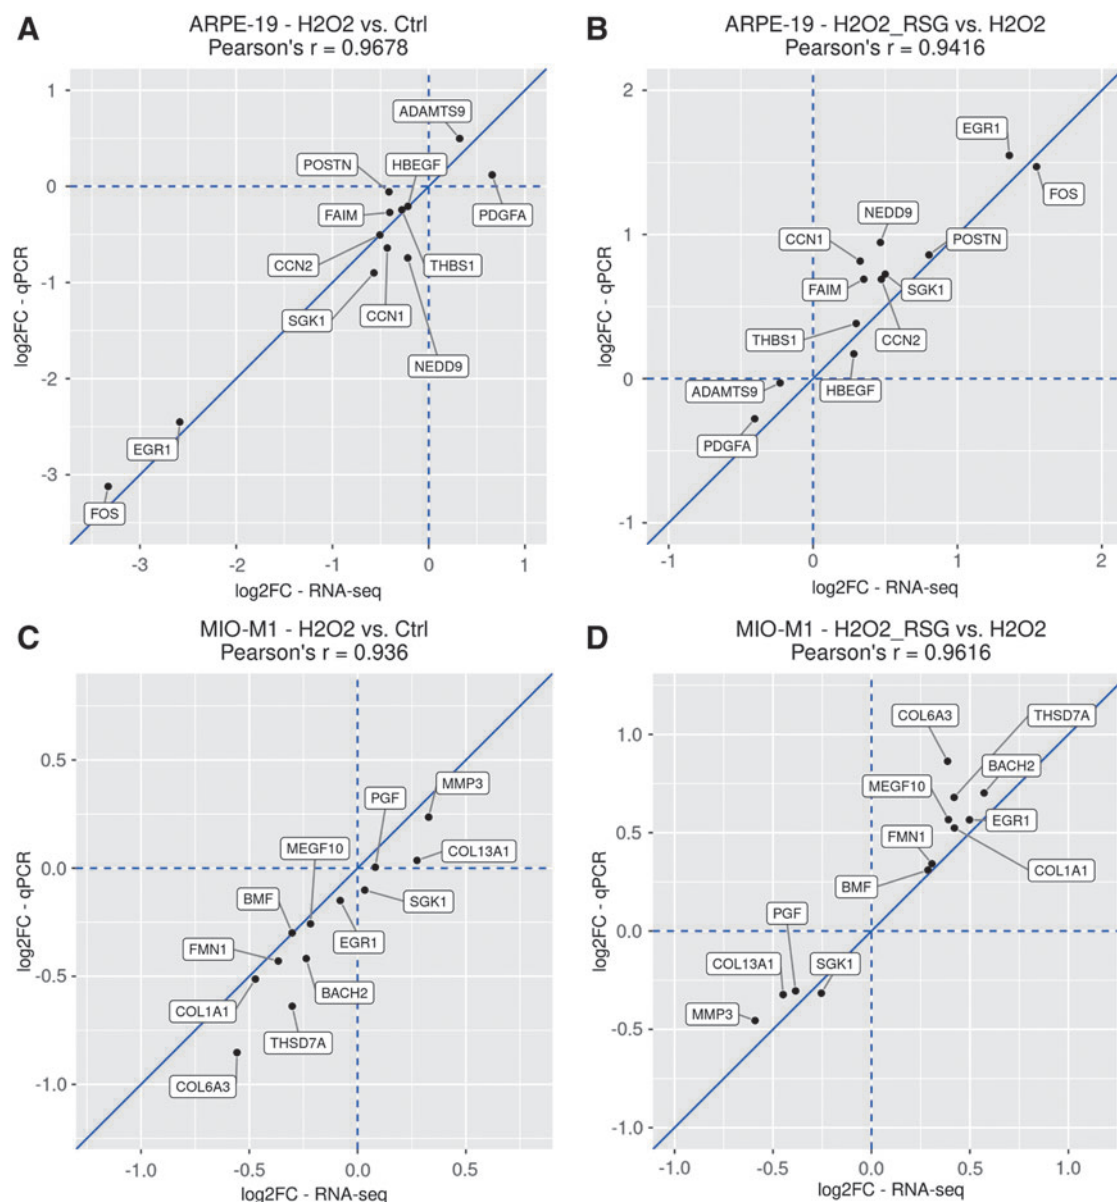 A
ARPE-19 - H2O2 vs. Ctrl
Pearson's r = 0.9678
1
0
-1
-2
-3
log2FC - qPCR
ADAMTS9
POSTN
HBEGF
FAIM
PDGFA
CCN2
THBS1
SGK1
CCN1
NEDD9
EGR1
FOS
-3
-2
-1
0
1
log2FC - RNA-seq
B
ARPE-19 - H2O2_RSG vs. H2O2
Pearson's r = 0.9416
2
1
0
-1
log2FC - qPCR
EGR1
FOS
NEDD9
CCN1
POSTN
FAIM
SGK1
THBS1
CCN2
ADAMTS9
HBEGF
PDGFA
-1
0
1
2
log2FC - RNA-seq
C
MIO-M1 - H2O2 vs. Ctrl
Pearson's r = 0.936
0.5
0.0
-0.5
-1.0
log2FC - qPCR
PGF
MMP3
MEGF10
COL13A1
BMF
SGK1
FMN1
EGR1
BACH2
COL1A1
THSD7A
COL6A3
-1.0
-0.5
0.0
0.5
log2FC - RNA-seq
D
MIO-M1 - H2O2_RSG vs. H2O2
Pearson's r = 0.9616
1.0
0.5
0.0
-0.5
-1.0
log2FC - qPCR
COL6A3
THSD7A
BACH2
MEGF10
EGR1
FMN1
COL1A1
BMF
PGF
COL13A1
SGK1
MMP3
-1.0
-0.5
0.0
0.5
1.0
log2FC - RNA-seq